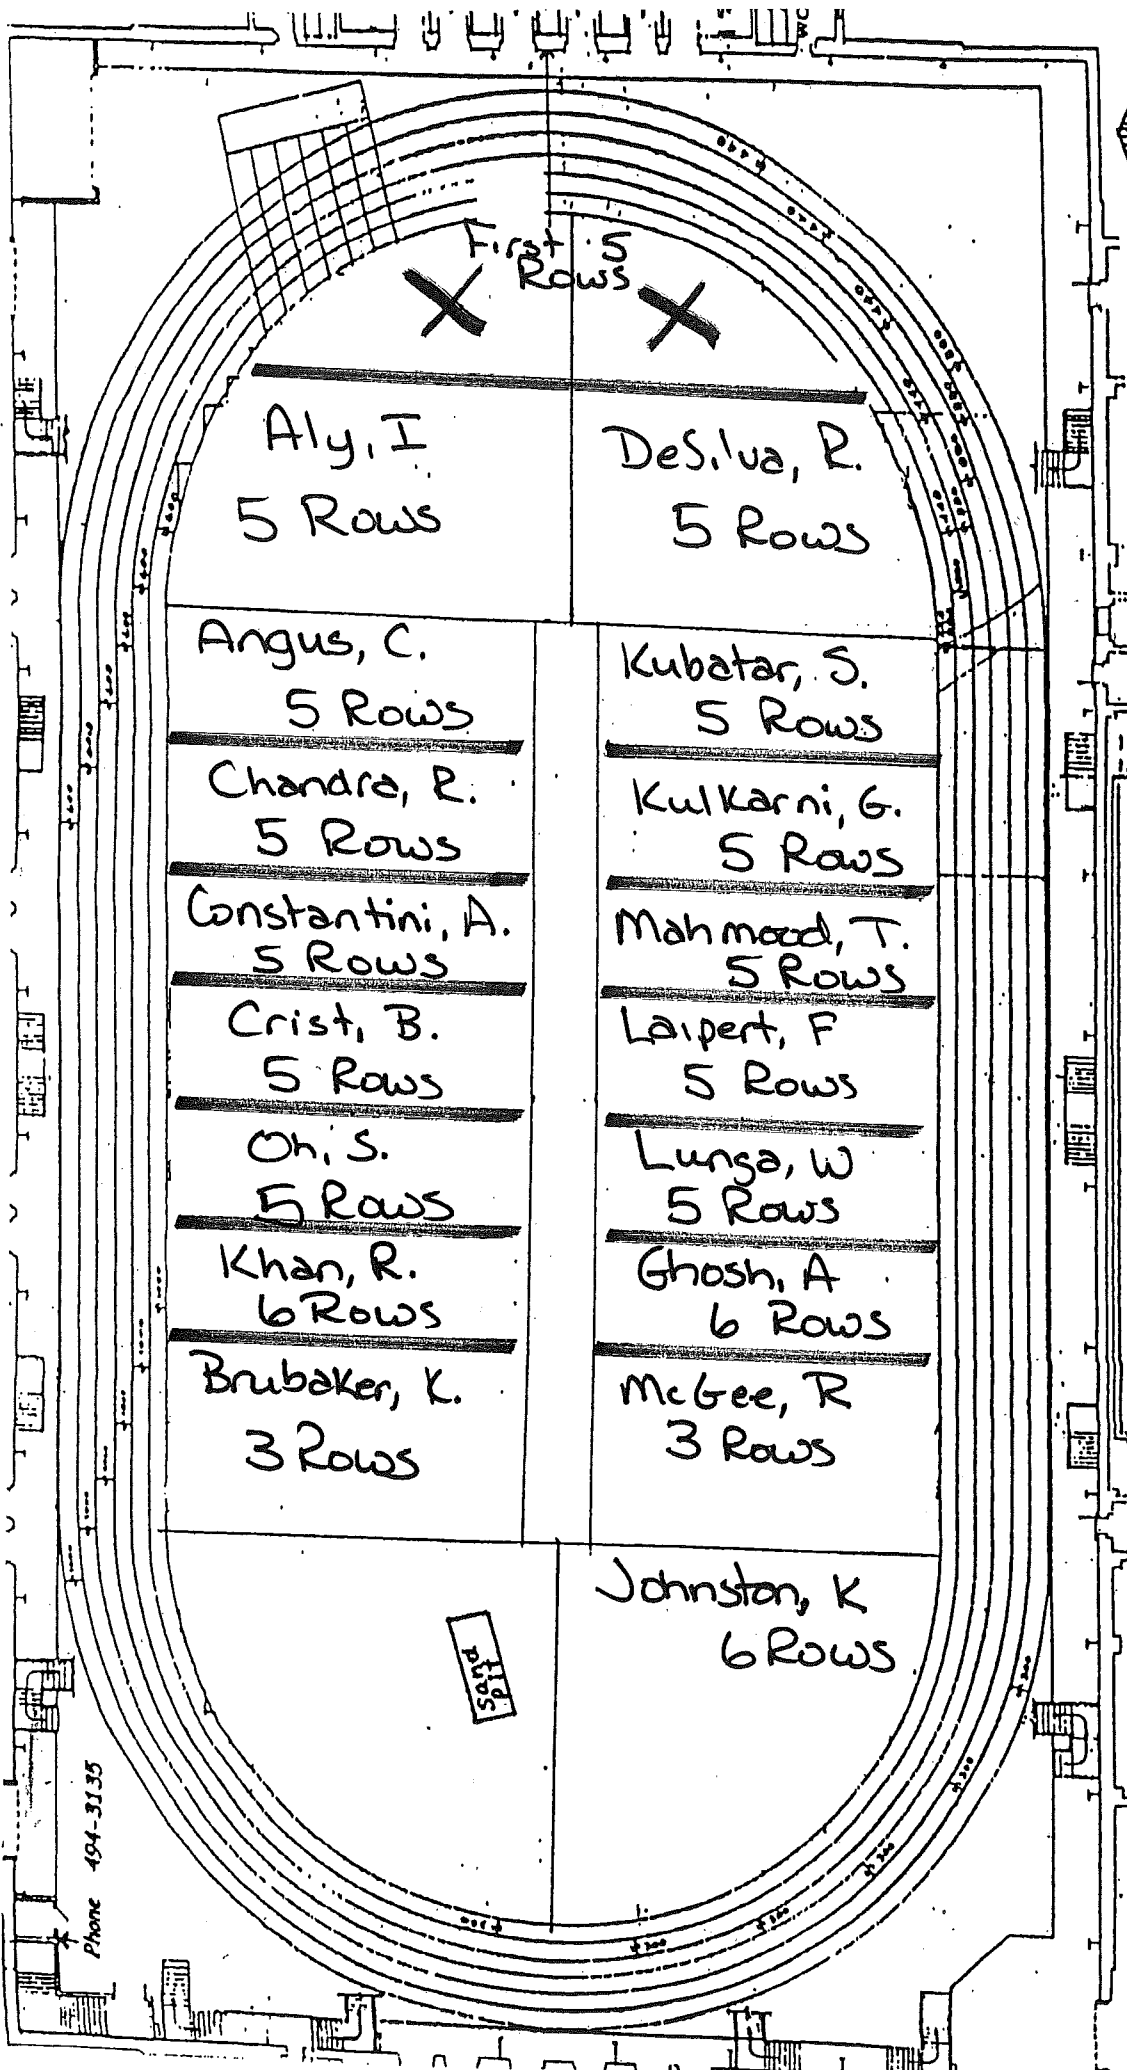 WC
First 5
Rows
Aly, I
5 Rows
DeSilva, R.
5 Rows
Angus, C.
5 Rows
Kubatar, S.
5 Rows
Chandra, R.
5 Rows
Kulkarni, G.
5 Rows
Constantini, A.
5 Rows
Mahmood, T.
5 Rows
Crist, B.
5 Rows
Laipert, F
5 Rows
Oh, S.
5 Rows
Lunga, W
5 Rows
Khan, R.
6 Rows
Ghosh, A
6 Rows
Brubaker, K.
3 Rows
McGee, R
3 Rows
Johnston, K
6 Rows
Sand
pit
Phone 494-3135